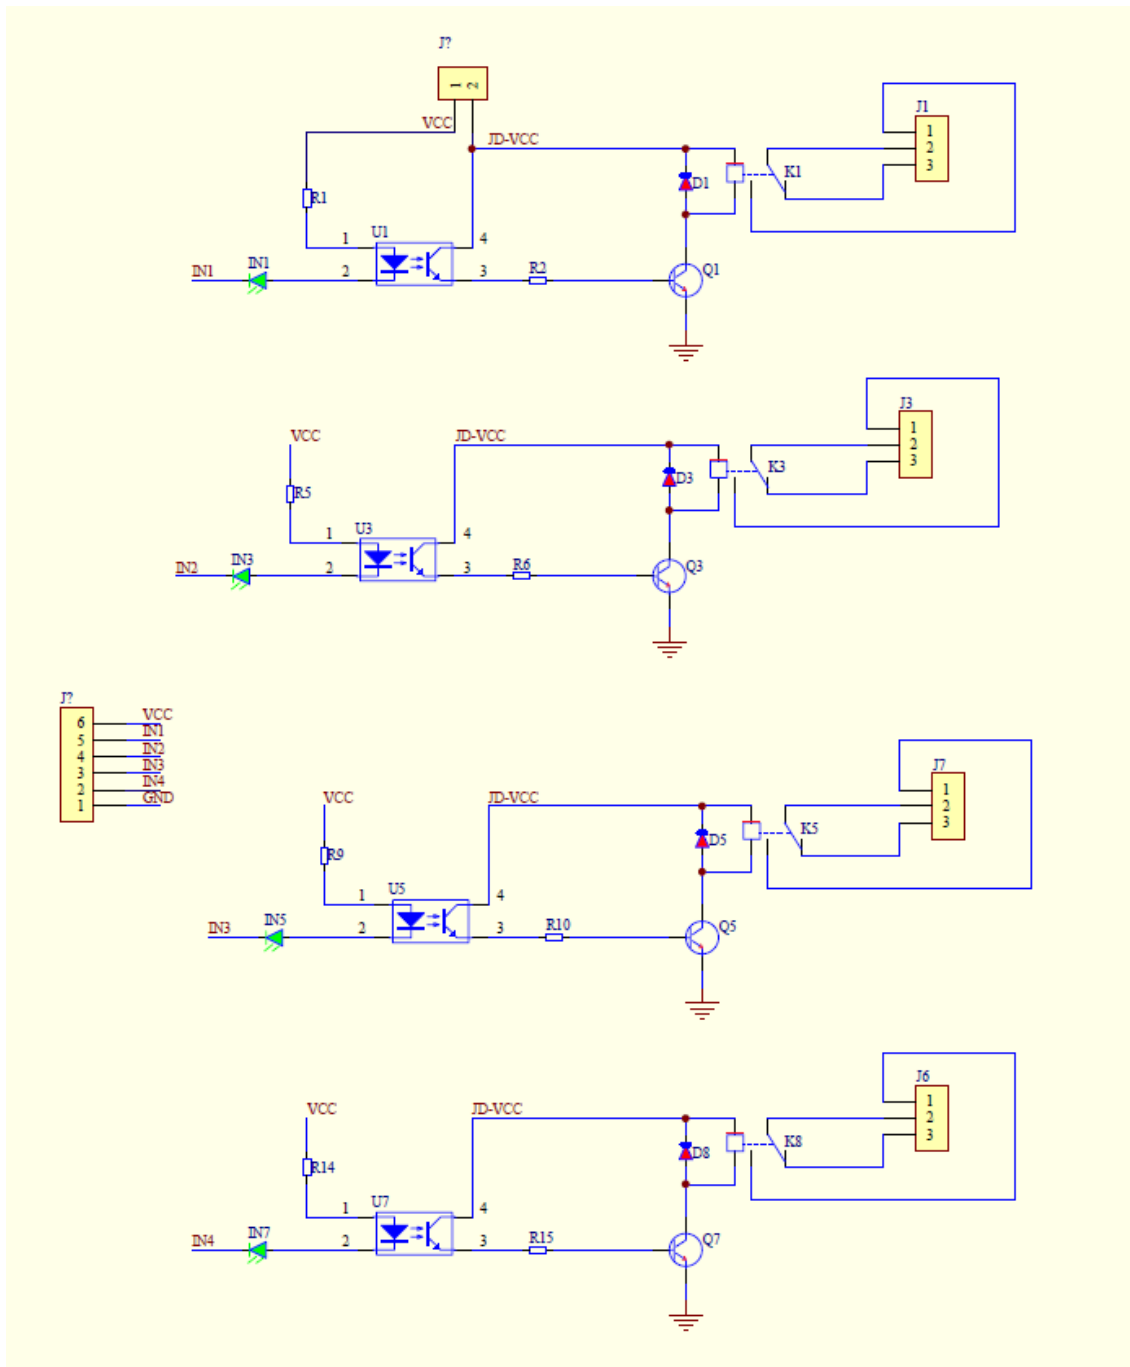 J?
1 2
VCC
JD-VCC
J1
1
2
3
K1
D1
R1
U1
1
4
IN1
IN1
2
3
R2
Q1
J3
1
2
3
VCC
JD-VCC
K3
D3
R5
U3
1
4
IN2
IN3
2
3
R6
Q3
J?
6 VCC
5 IN1
4 IN2
3 IN3
2 IN4
1 GND
J7
1
2
3
VCC
JD-VCC
K5
D5
R9
U5
1
4
IN3
IN5
2
3
R10
Q5
J6
1
2
3
VCC
JD-VCC
K8
D8
R14
U7
1
4
IN4
IN7
2
3
R15
Q7